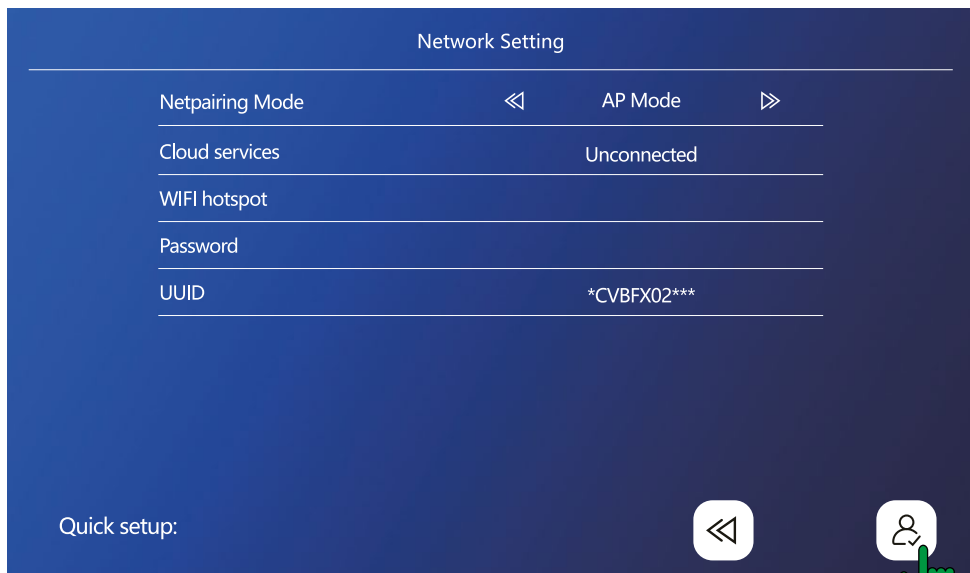 Network Setting
Netpairing Mode AP Mode
Cloud services Unconnected
WIFI hotspot
Password
UUID *CVBFX02***
Quick setup: